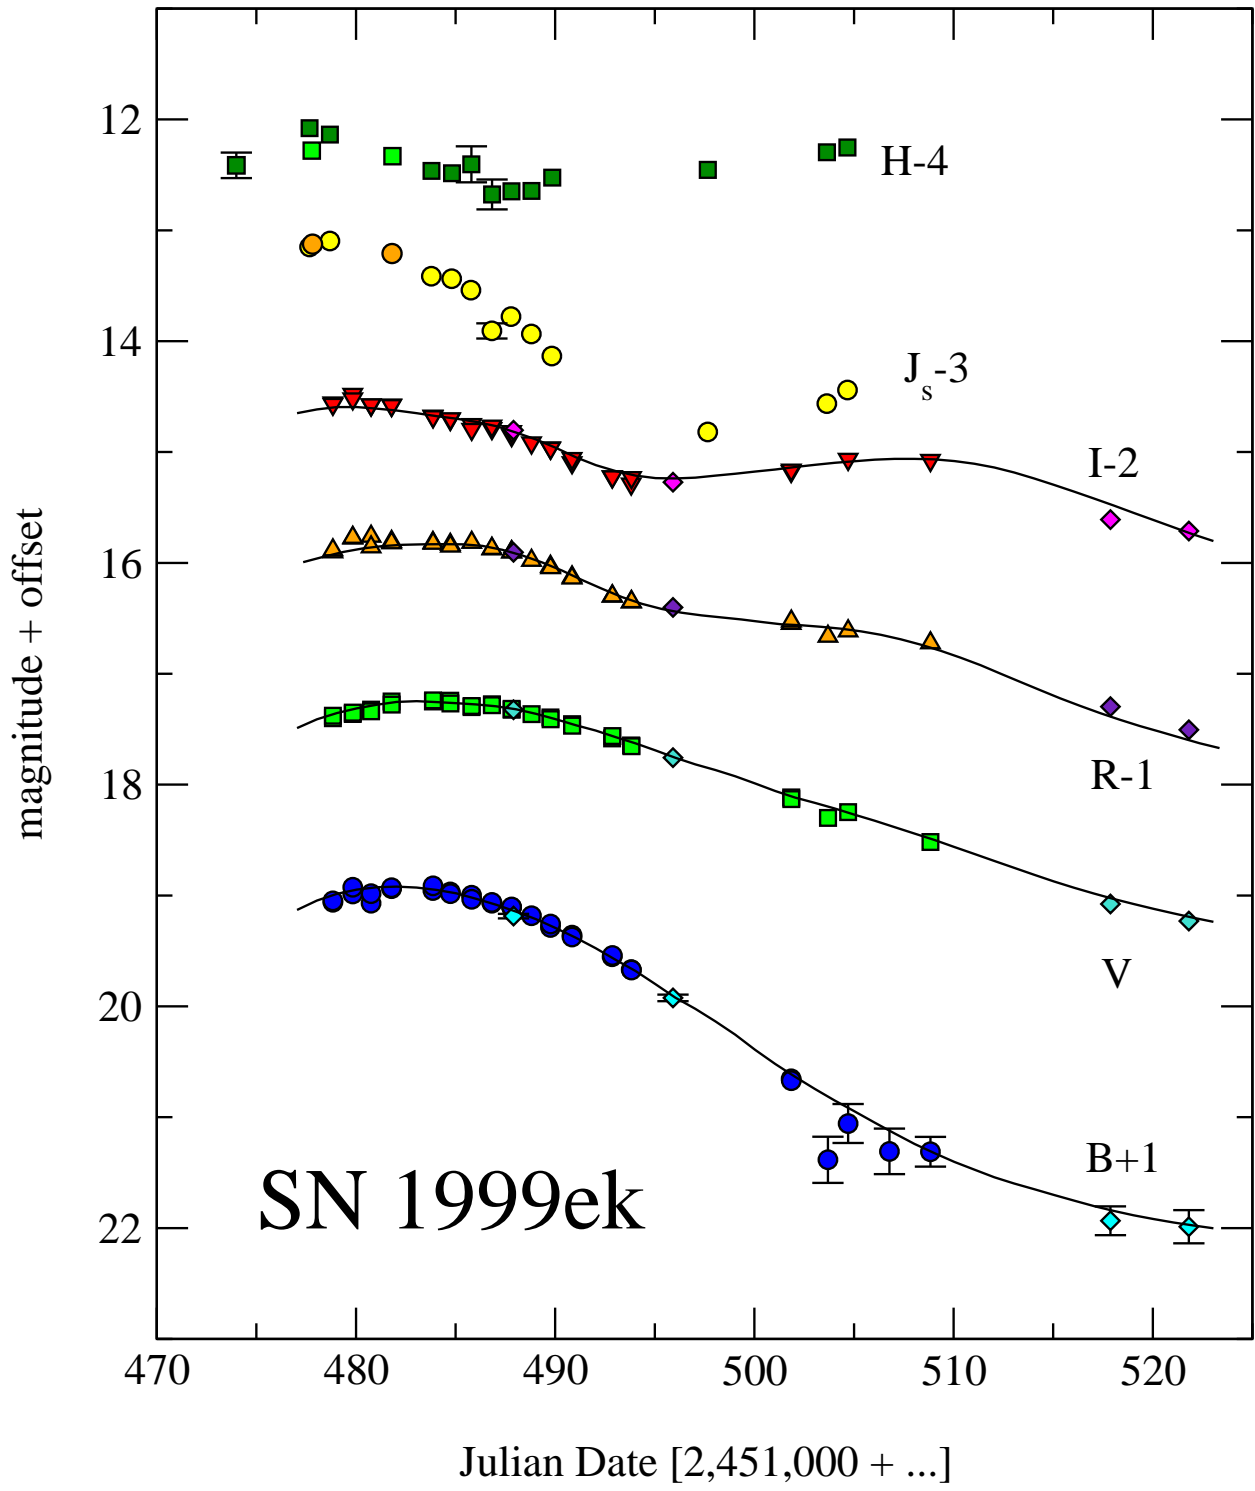 12
H-4
14
Js-3
I-2
16
magnitude + offset
R-1
18
V
20
B+1
SN 1999ek
22
470 480 490 500 510 520
Julian Date [2,451,000 + ...]